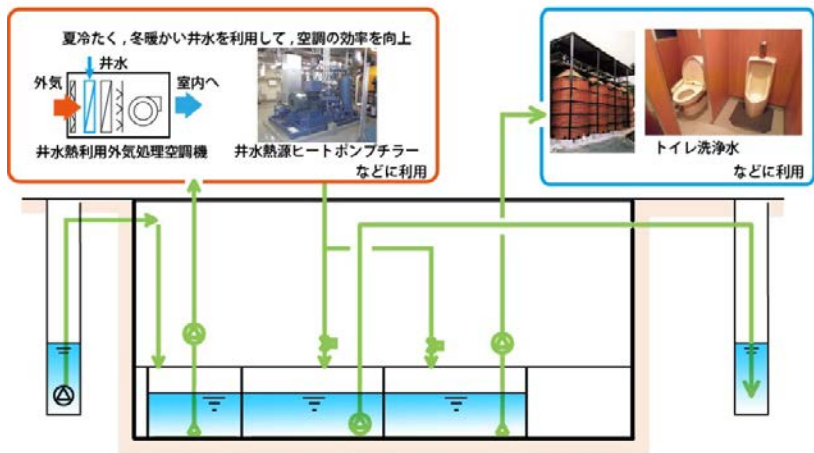 夏冷たく,冬暖かい井水を利用して,空調の効率を向上
井水
外気
室内へ
井水熱利用外気処理空調機
井水熱源ヒートポンプチラー
などに利用
トイレ洗浄水
などに利用